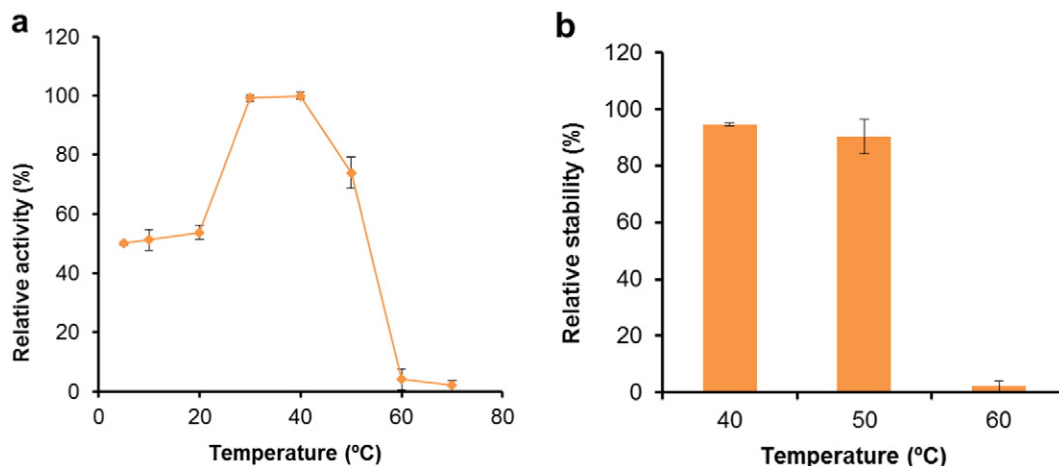 a
120
100
80
60
40
20
0
0 20 40 60 80
Relative activity (%)
Temperature (ºC)
b
120
100
80
60
40
20
0
40 50 60
Relative stability (%)
Temperature (ºC)